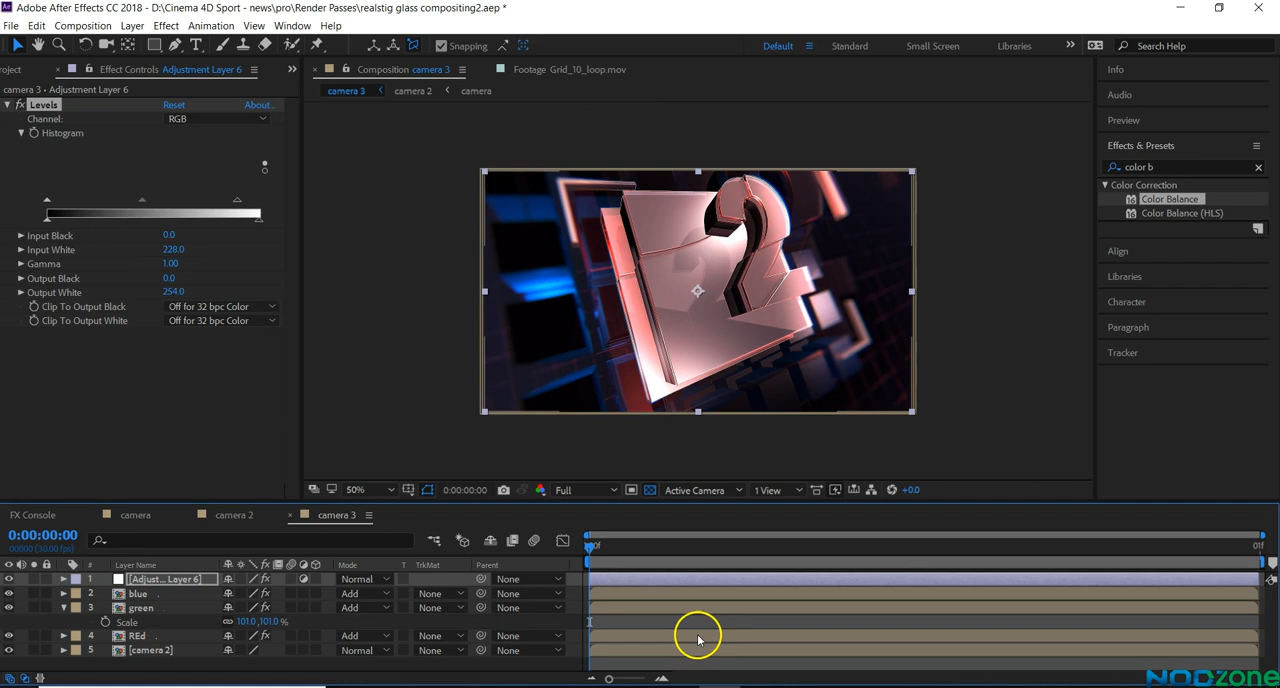 Adobe After Effects CC 2018 - D:\Cinema 4D Sport - news\pro\Render Passes\realstig glass compositing2.aep *
File Edit Composition Layer Effect Animation View Window Help
Snapping Default Standard Small Screen Libraries Search Help
roject Effect Controls Adjustment Layer 6 Composition camera 3 Footage Grid_10_loop.mov Info
camera 3 • Adjustment Layer 6 camera 3 camera 2 camera
Audio
Levels Reset About...
Channel: RGB
Preview
Histogram
Effects & Presets
color b
Color Correction
Color Balance
Color Balance (HLS)
Input Black 0.0
Input White 228.0
Gamma 1.00
Output Black 0.0
Output White 254.0
Clip To Output Black Off for 32 bpc Color
Clip To Output White Off for 32 bpc Color
Align
Libraries
Character
Paragraph
Tracker
2
50% 0:00:00:00 Full Active Camera 1 View +0.0
FX Console camera camera 2 camera 3
0:00:00:00
00000 (30.00 fps)
:00f 01f
# Layer Name Mode T TrkMat Parent
1 [Adjust... Layer 6] Normal None
2 blue Add None None
3 green Add None None
Scale 101.0,101.0 %
4 REd Add None None
5 [camera 2] Normal None None
NODzone